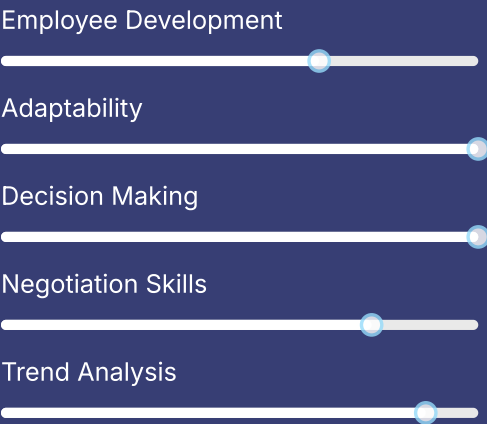 Employee Development
Adaptability
Decision Making
Negotiation Skills
Trend Analysis